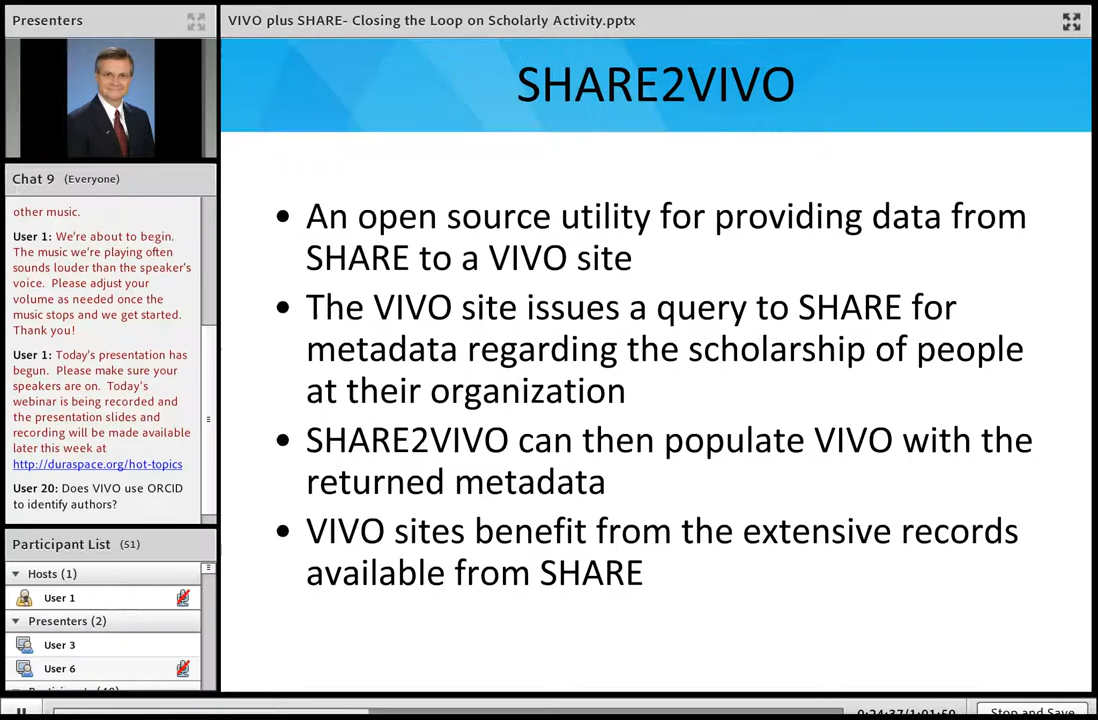 Presenters
VIVO plus SHARE- Closing the Loop on Scholarly Activity.pptx
Chat 9 (Everyone)
other music.
User 1: We're about to begin.
The music we're playing often
sounds louder than the speaker's
voice. Please adjust your
volume as needed once the
music stops and we get started.
Thank you!
User 1: Today's presentation has
begun. Please make sure your
speakers are on. Today's
webinar is being recorded and
the presentation slides and
recording will be made available
later this week at
http://duraspace.org/hot-topics
User 20: Does VIVO use ORCID
to identify authors?
Participant List (51)
Hosts (1)
User 1
Presenters (2)
User 3
User 6
SHARE2VIVO
• An open source utility for providing data from
SHARE to a VIVO site
• The VIVO site issues a query to SHARE for
metadata regarding the scholarship of people
at their organization
• SHARE2VIVO can then populate VIVO with the
returned metadata
• VIVO sites benefit from the extensive records
available from SHARE
0:24:37/1:01:50
Stop and Save